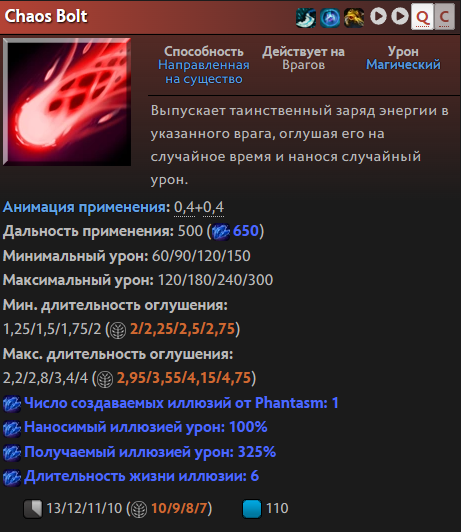 Chaos Bolt
Q C
Способность
Направленная
на существо
Действует на
Врагов
Урон
Магический
Выпускает таинственный заряд энергии в
указанного врага, оглушая его на
случайное время и нанося случайный
урон.
Анимация применения: 0,4+0,4
Дальность применения: 500 (650)
Минимальный урон: 60/90/120/150
Максимальный урон: 120/180/240/300
Мин. длительность оглушения:
1,25/1,5/1,75/2 (2/2,25/2,5/2,75)
Макс. длительность оглушения:
2,2/2,8/3,4/4 (2,95/3,55/4,15/4,75)
Число создаваемых иллюзий от Phantasm: 1
Наносимый иллюзией урон: 100%
Получаемый иллюзией урон: 325%
Длительность жизни иллюзии: 6
13/12/11/10 (10/9/8/7) 110